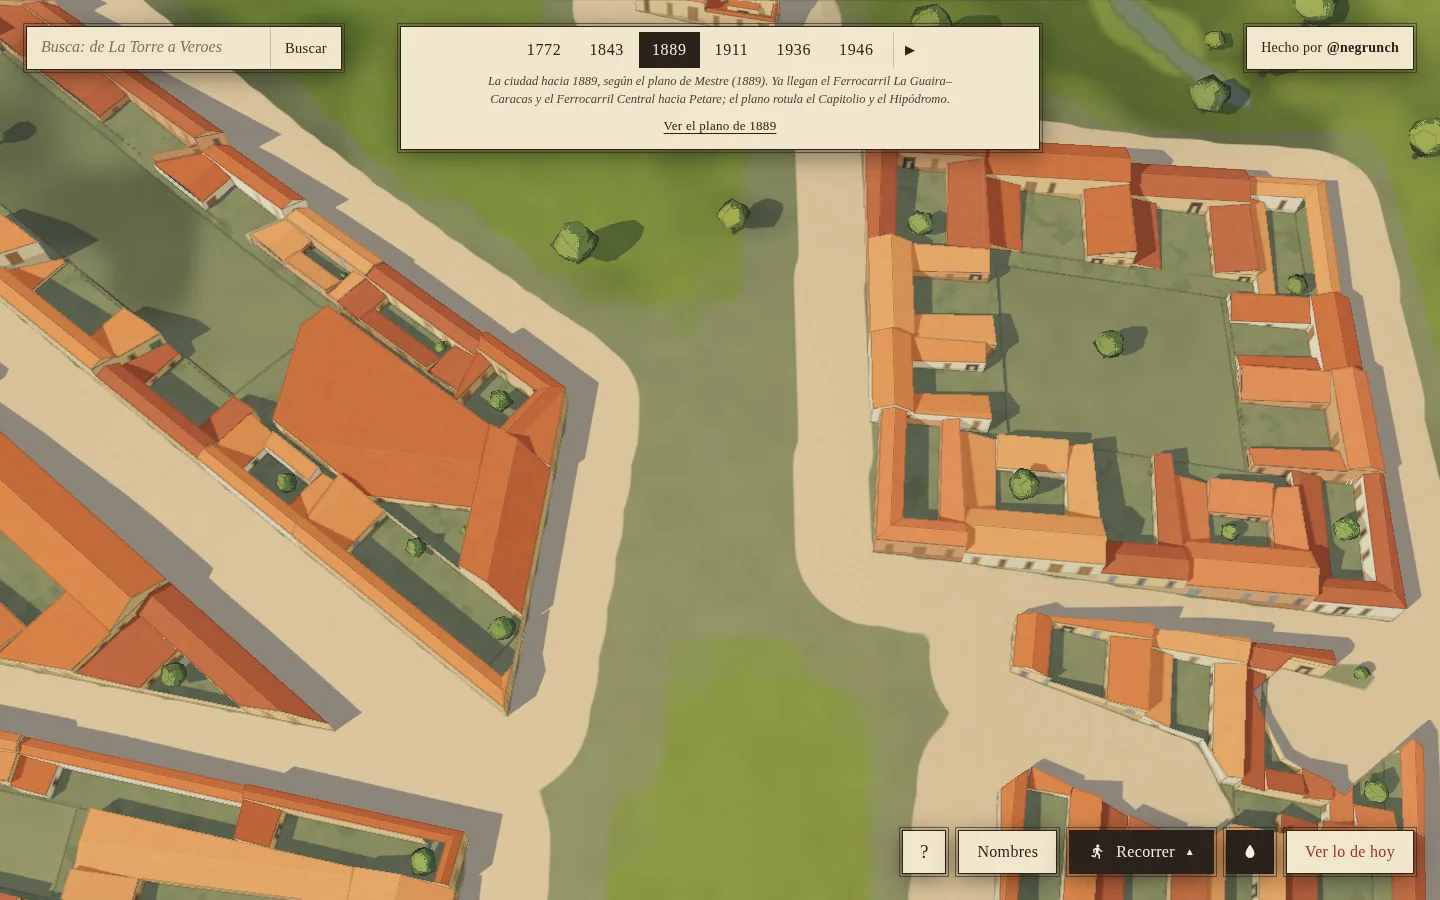 Busca: de La Torre a Veroes
Buscar
1772 1843 1889 1911 1936 1946 ▶
La ciudad hacia 1889, según el plano de Mestre (1889). Ya llegan el Ferrocarril La Guaira–
Caracas y el Ferrocarril Central hacia Petare; el plano rotula el Capitolio y el Hipódromo.
Ver el plano de 1889
Hecho por @negrunch
?
Nombres
Recorrer ▲
Ver lo de hoy